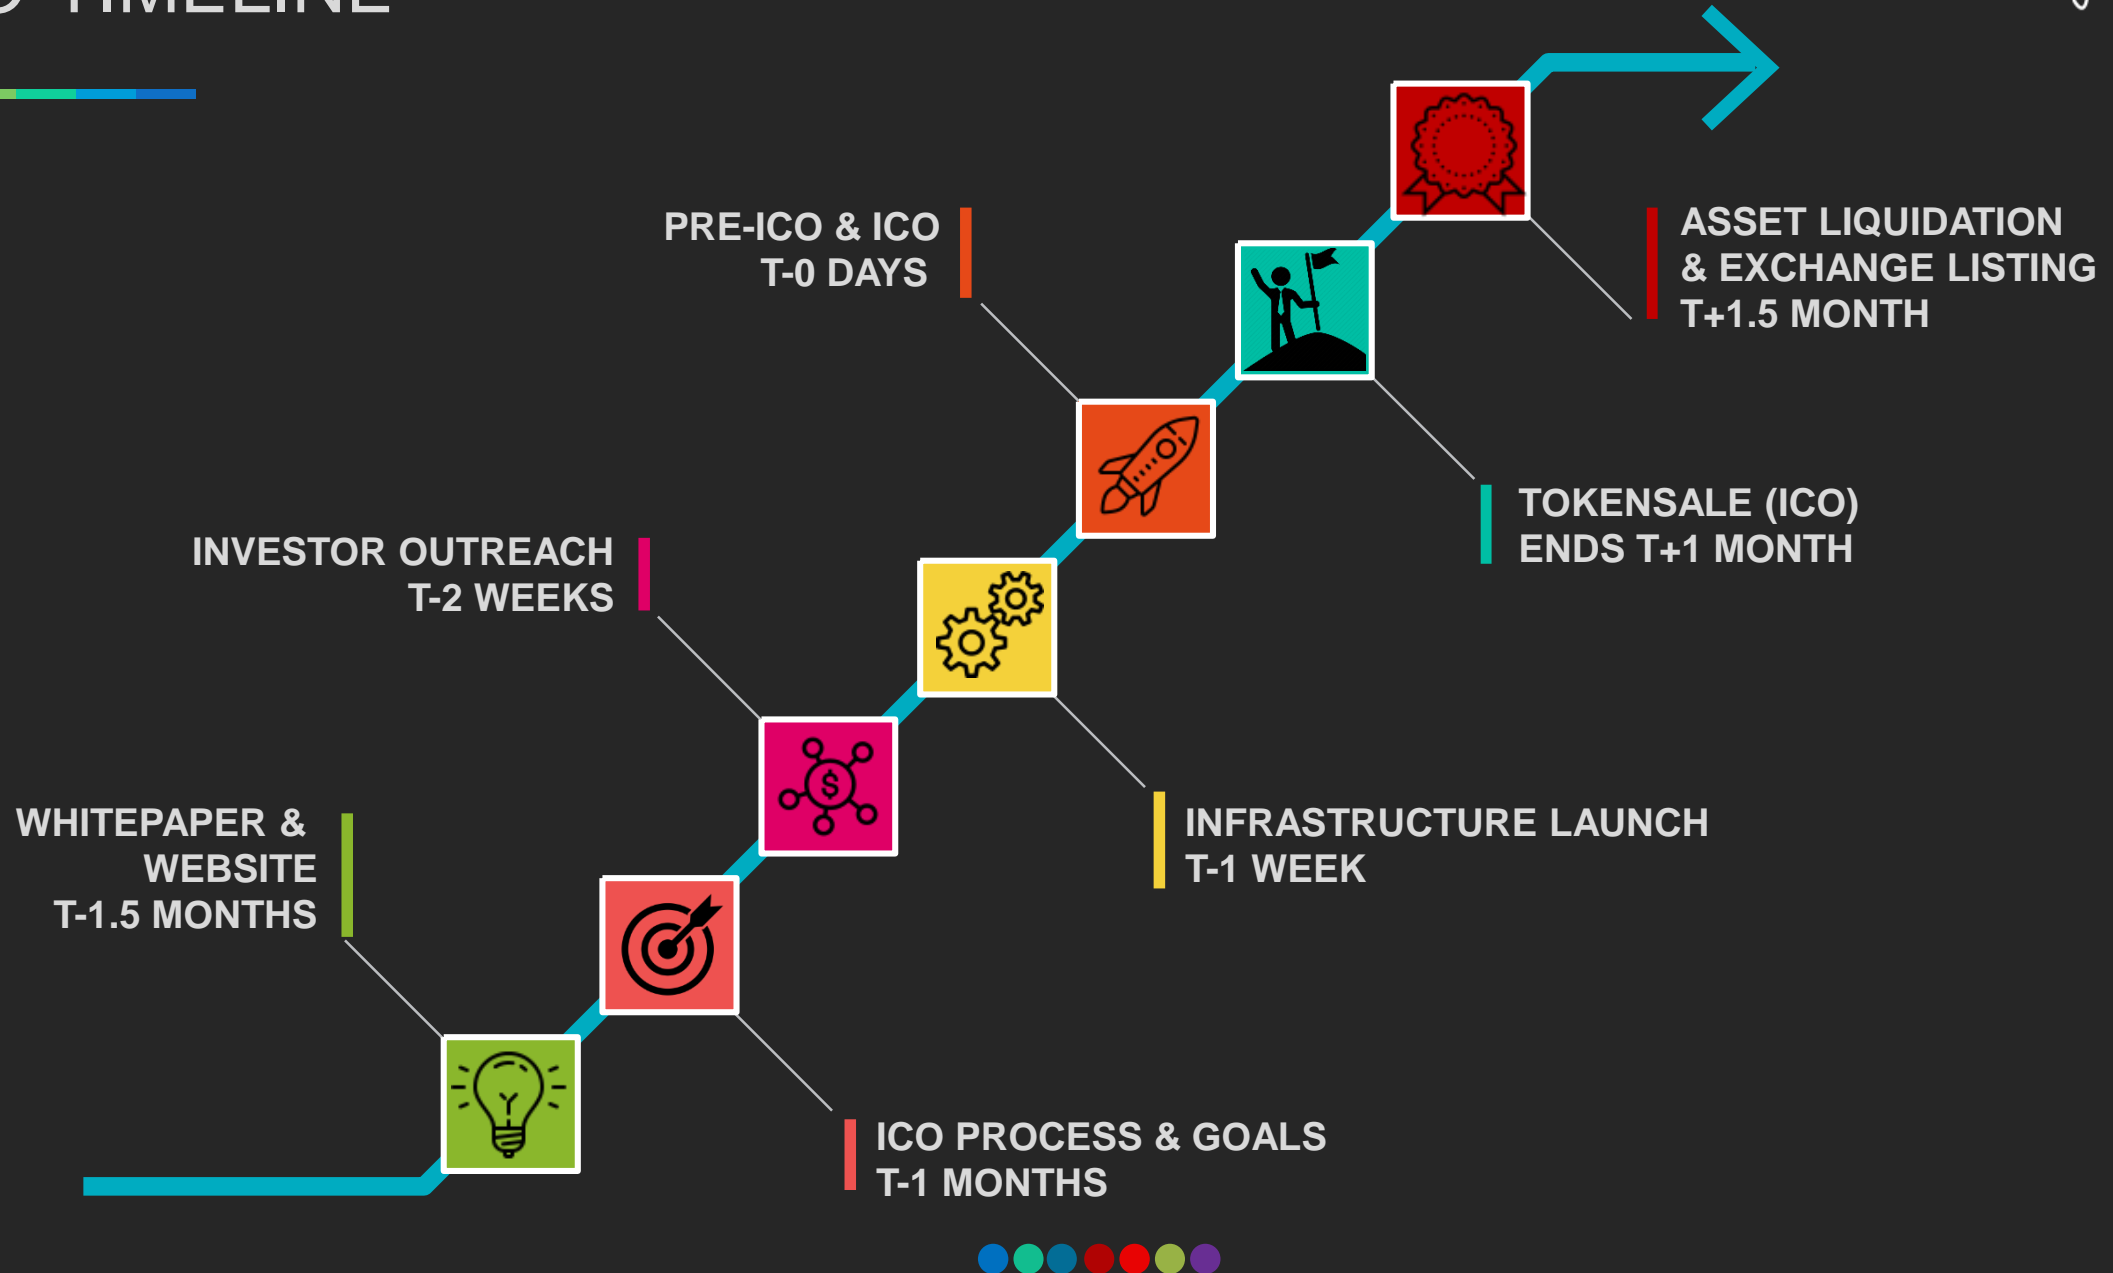 TIMELINE
PRE-ICO & ICO
T-0 DAYS
ASSET LIQUIDATION
& EXCHANGE LISTING
T+1.5 MONTH
TOKENSALE (ICO)
ENDS T+1 MONTH
INVESTOR OUTREACH
T-2 WEEKS
INFRASTRUCTURE LAUNCH
T-1 WEEK
WHITEPAPER &
WEBSITE
T-1.5 MONTHS
ICO PROCESS & GOALS
T-1 MONTHS
$